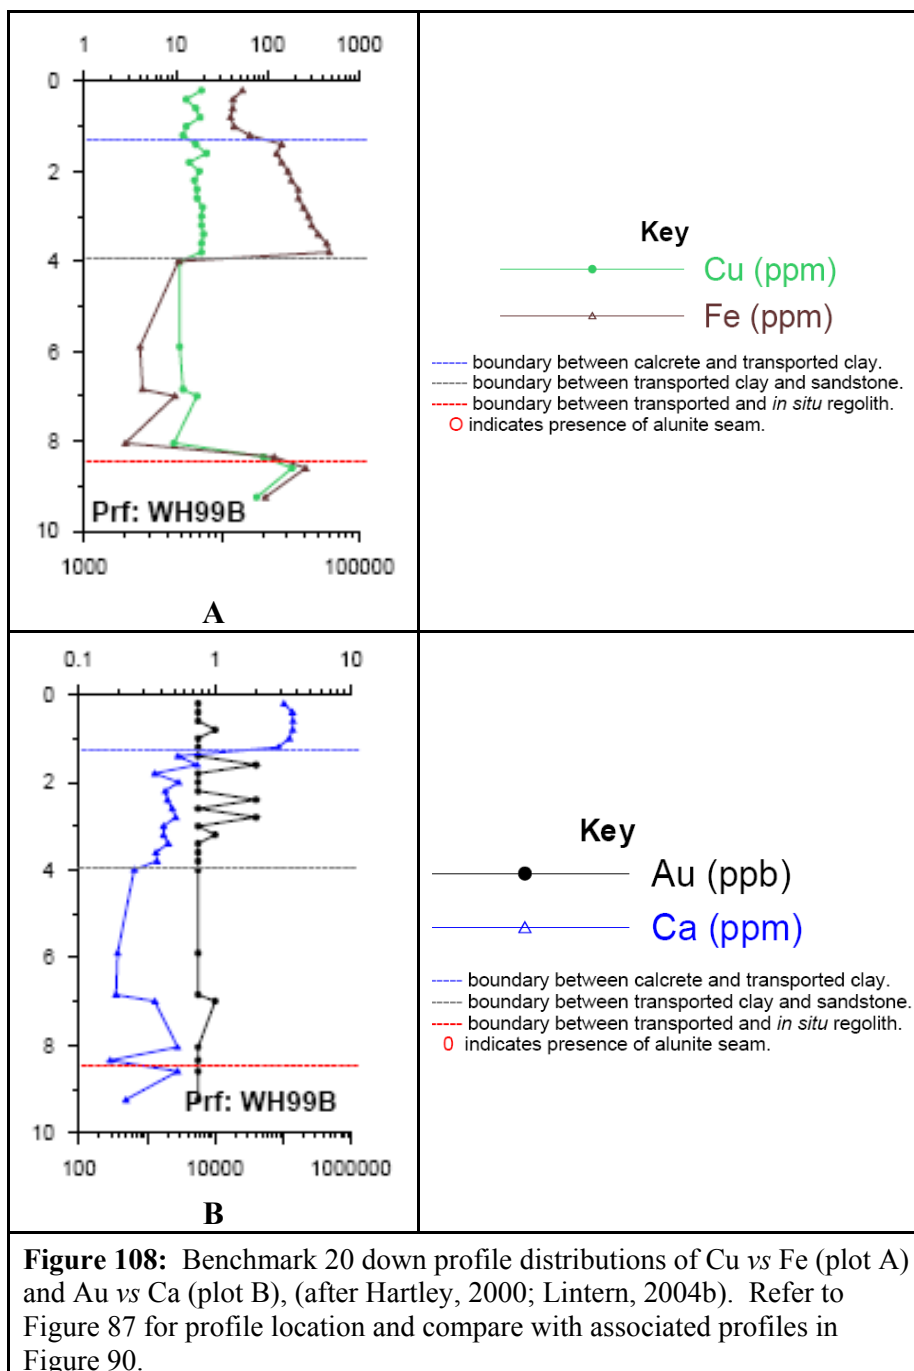 1 10 100 1000
0
2
4
6
8
10
Prf: WH99B
1000 100000
A
Key
Cu (ppm)
Fe (ppm)
boundary between calcrete and transported clay.
boundary between transported clay and sandstone.
boundary between transported and in situ regolith.
O indicates presence of alunite seam.
0.1 1 10
0
2
4
6
8
10
Prf: WH99B
100 10000 1000000
B
Key
Au (ppb)
Ca (ppm)
boundary between calcrete and transported clay.
boundary between transported clay and sandstone.
boundary between transported and in situ regolith.
0 indicates presence of alunite seam.
Figure 108: Benchmark 20 down profile distributions of Cu vs Fe (plot A)
and Au vs Ca (plot B), (after Hartley, 2000; Lintern, 2004b). Refer to
Figure 87 for profile location and compare with associated profiles in
Figure 90.